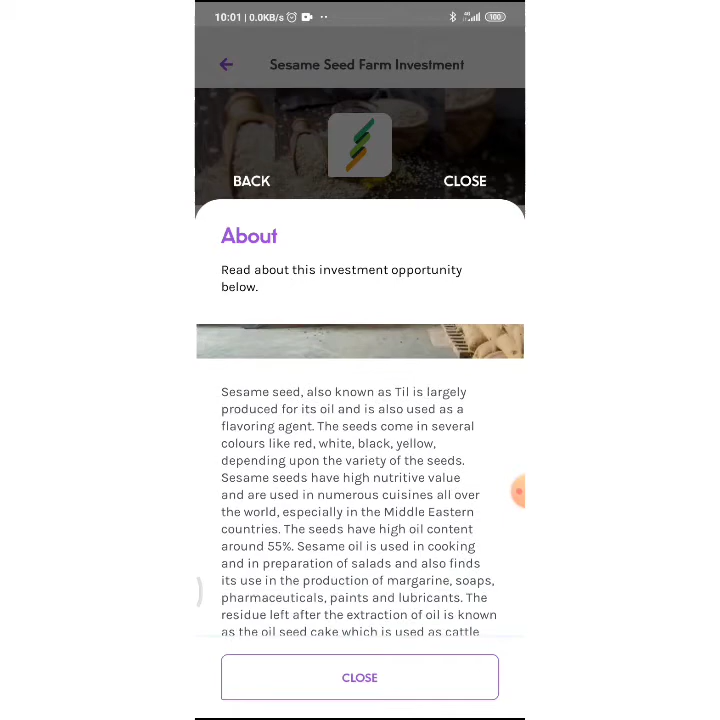 10:01 | 0.0KB/s
4G
100
Sesame Seed Farm Investment
BACK
CLOSE
About
Read about this investment opportunity
below.
Sesame seed, also known as Til is largely
produced for its oil and is also used as a
flavoring agent. The seeds come in several
colours like red, white, black, yellow,
depending upon the variety of the seeds.
Sesame seeds have high nutritive value
and are used in numerous cuisines all over
the world, especially in the Middle Eastern
countries. The seeds have high oil content
around 55%. Sesame oil is used in cooking
and in preparation of salads and also finds
its use in the production of margarine, soaps,
pharmaceuticals, paints and lubricants. The
residue left after the extraction of oil is known
as the oil seed cake which is used as cattle
CLOSE